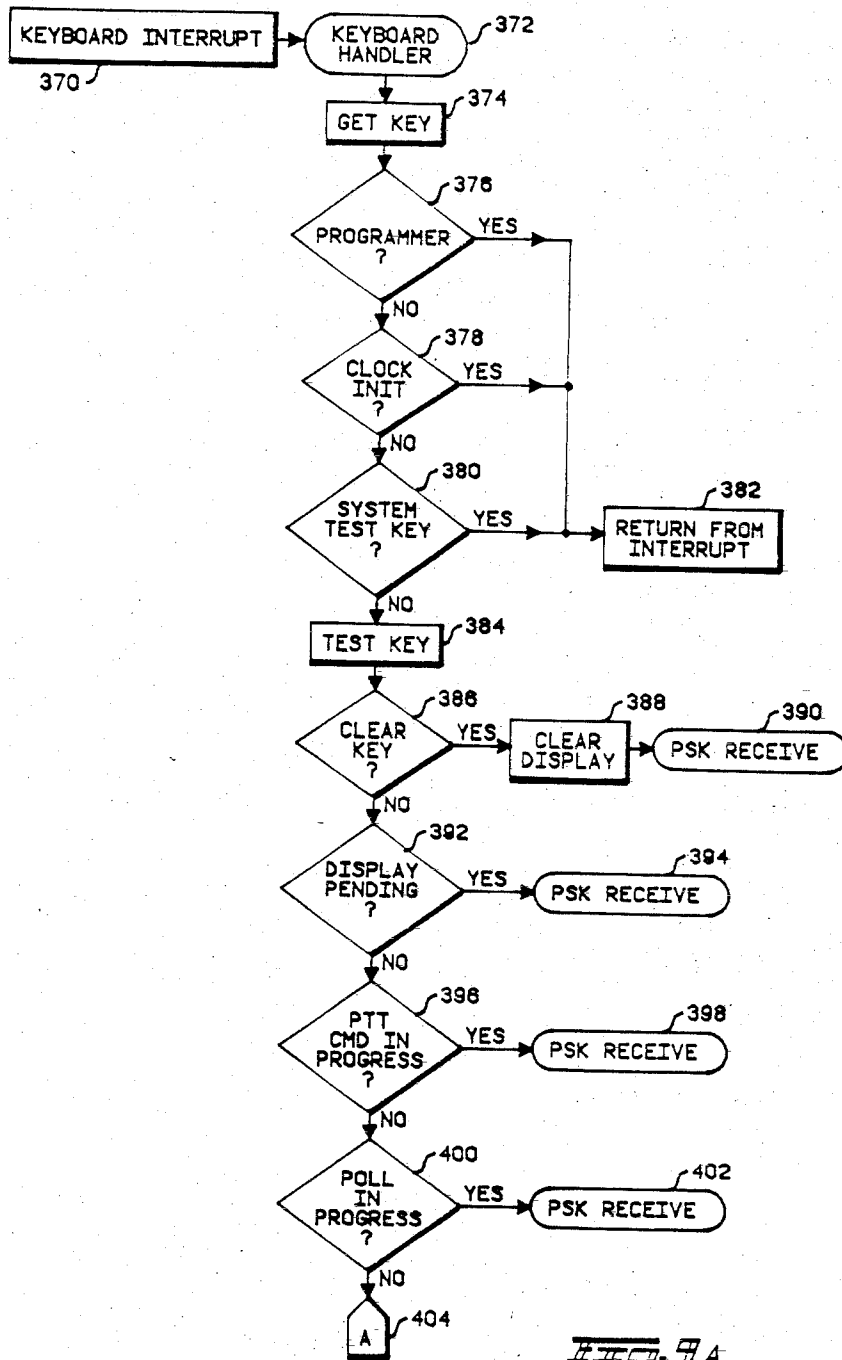 KEYBOARD INTERRUPT
370
KEYBOARD
HANDLER
372
GET KEY
374
376
PROGRAMMER
?
YES
NO
378
CLOCK
INIT
?
YES
NO
380
SYSTEM
TEST KEY
?
YES
382
RETURN FROM
INTERRUPT
NO
TEST KEY
384
386
CLEAR
KEY
?
YES
388
CLEAR
DISPLAY
390
PSK RECEIVE
NO
392
DISPLAY
PENDING
?
YES
394
PSK RECEIVE
NO
396
PTT
CMD IN
PROGRESS
?
YES
398
PSK RECEIVE
NO
400
POLL
IN
PROGRESS
?
YES
402
PSK RECEIVE
NO
A
404
FIG. 9A